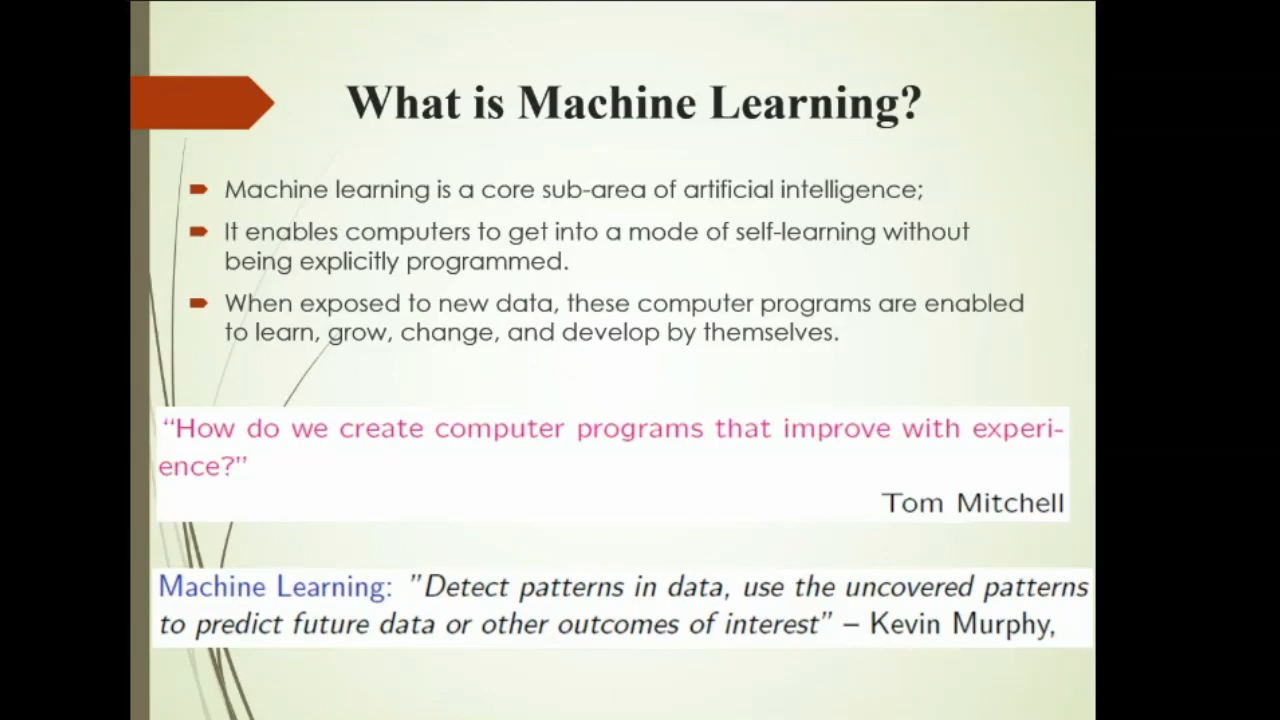 What is Machine Learning?
Machine learning is a core sub-area of artificial intelligence;
It enables computers to get into a mode of self-learning without
being explicitly programmed.
When exposed to new data, these computer programs are enabled
to learn, grow, change, and develop by themselves.
“How do we create computer programs that improve with experi-
ence?”
Tom Mitchell
Machine Learning: ”Detect patterns in data, use the uncovered patterns
to predict future data or other outcomes of interest” – Kevin Murphy,